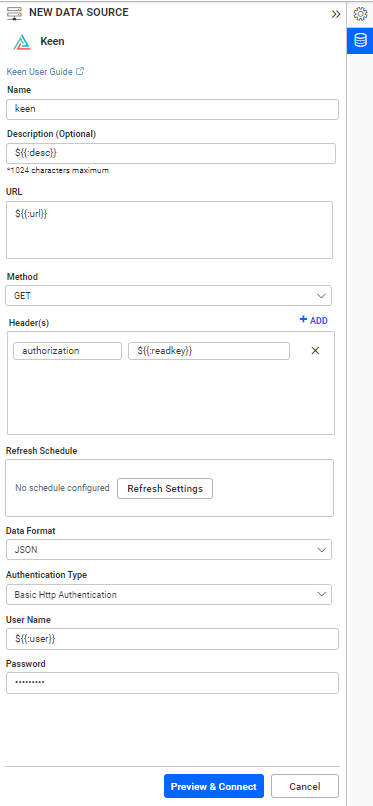 NEW DATA SOURCE
Keen
Keen User Guide
Name
keen
Description (Optional)
${{:desc}}
*1024 characters maximum
URL
${{:url}}
Method
GET
Header(s)
+ ADD
authorization ${{:readkey}}
Refresh Schedule
No schedule configured Refresh Settings
Data Format
JSON
Authentication Type
Basic Http Authentication
User Name
${{:user}}
Password
•••••••••
Preview & Connect Cancel